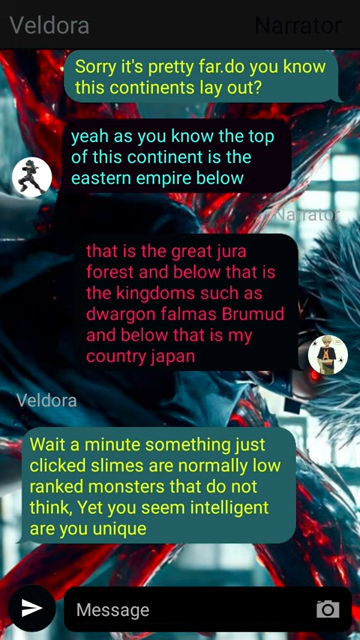 Veldora
Narrator
Sorry it's pretty far.do you know
this continents lay out?
yeah as you know the top
of this continent is the
eastern empire below
Narrator
that is the great jura
forest and below that is
the kingdoms such as
dwargon falmas Brumud
and below that is my
country japan
Veldora
Wait a minute something just
clicked slimes are normally low
ranked monsters that do not
think, Yet you seem intelligent
are you unique
Message